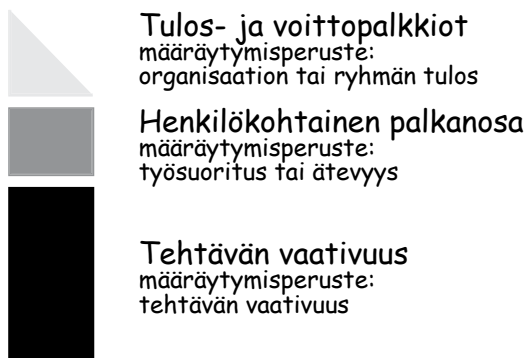 Tulos- ja voittopalkkiot
määräytymisperuste:
organisaation tai ryhmän tulos
Henkilökohtainen palkanosa
määräytymisperuste:
työsuoritus tai ätevyys
Tehtävän vaativuus
määräytymisperuste:
tehtävän vaativuus